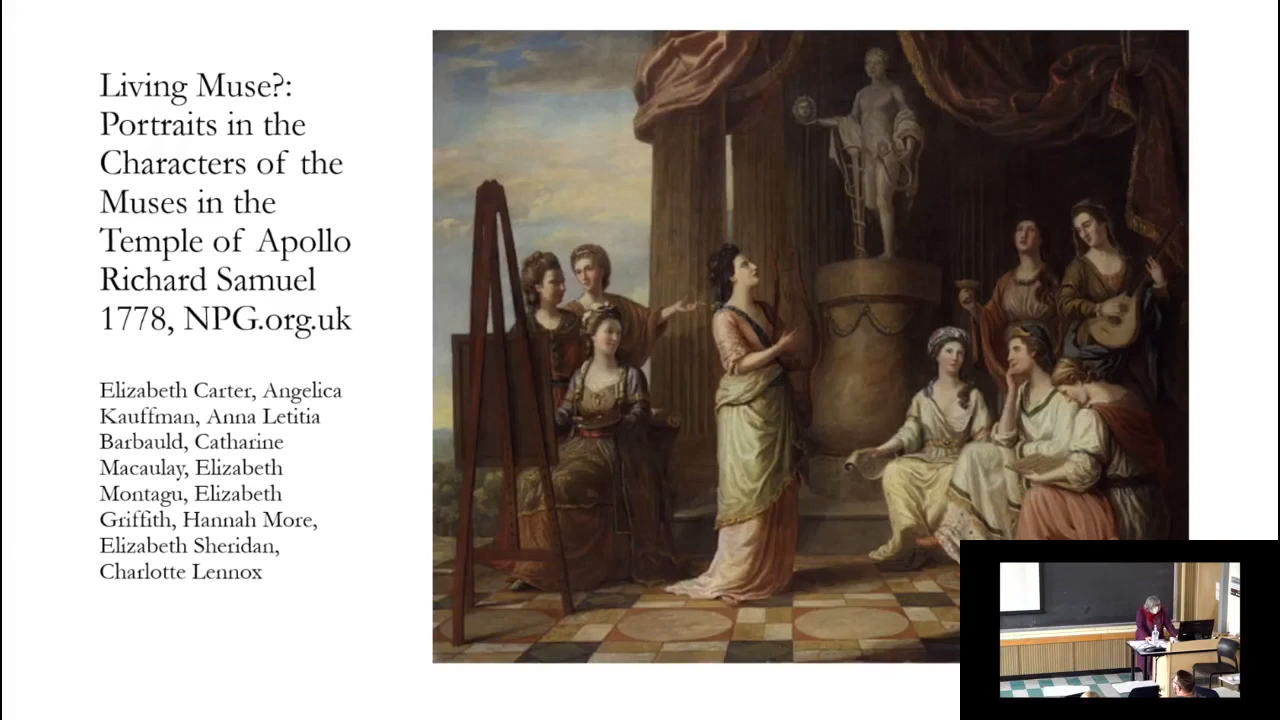 Living Muse?:
Portraits in the
Characters of the
Muses in the
Temple of Apollo
Richard Samuel
1778, NPG.org.uk
Elizabeth Carter, Angelica
Kauffman, Anna Letitia
Barbauld, Catharine
Macaulay, Elizabeth
Montagu, Elizabeth
Griffith, Hannah More,
Elizabeth Sheridan,
Charlotte Lennox